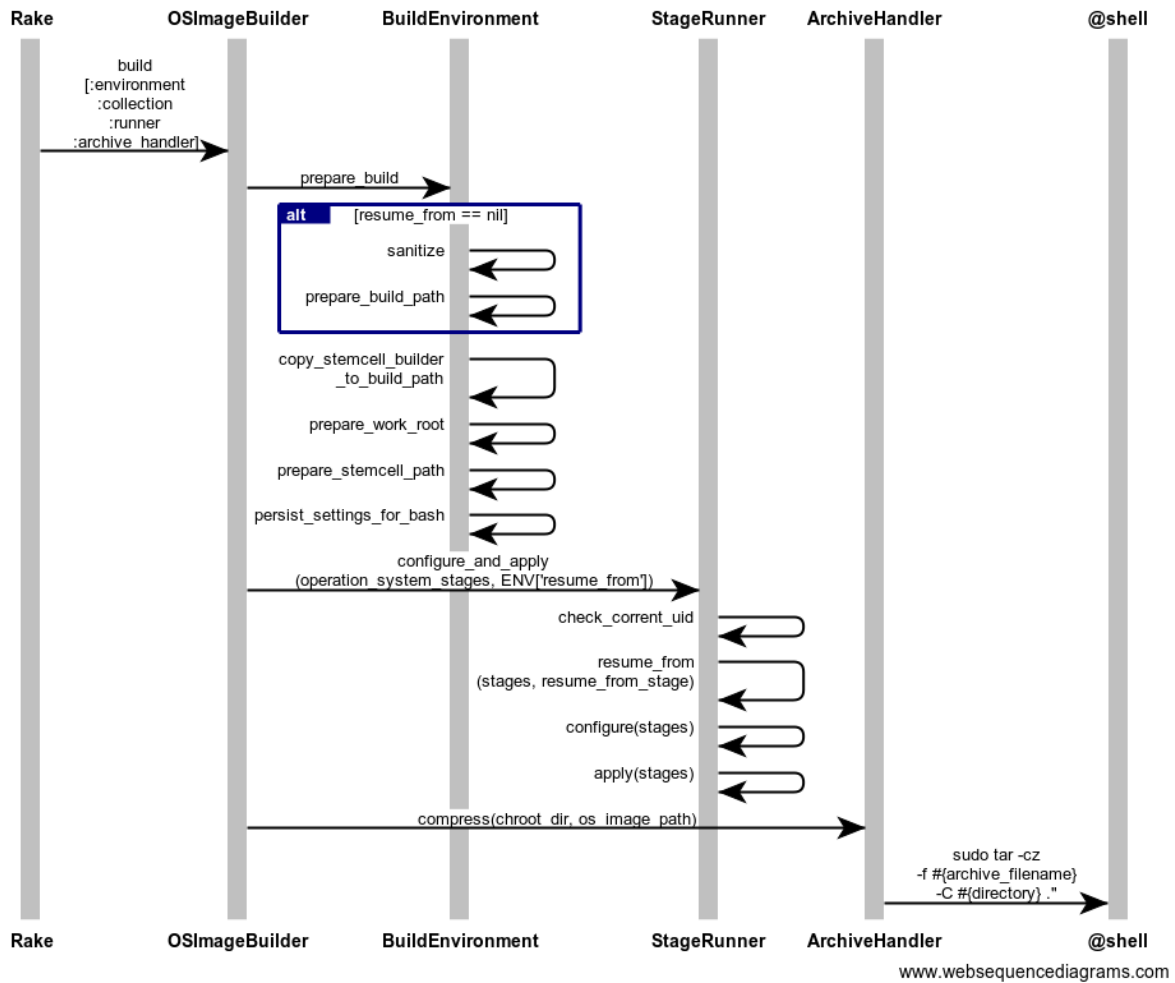 Rake OSImageBuilder BuildEnvironment StageRunner ArchiveHandler @shell
build
[:environment
:collection
:runner
:archive_handler]
prepare_build
alt [resume_from == nil]
sanitize
prepare_build_path
copy_stemcell_builder
_to_build_path
prepare_work_root
prepare_stemcell_path
persist_settings_for_bash
configure_and_apply
(operation_system_stages, ENV['resume_from'])
check_corrent_uid
resume_from
(stages, resume_from_stage)
configure(stages)
apply(stages)
compress(chroot_dir, os_image_path)
sudo tar -cz
-f #{archive_filename}
-C #{directory} ."
Rake OSImageBuilder BuildEnvironment StageRunner ArchiveHandler @shell
www.websequencediagrams.com